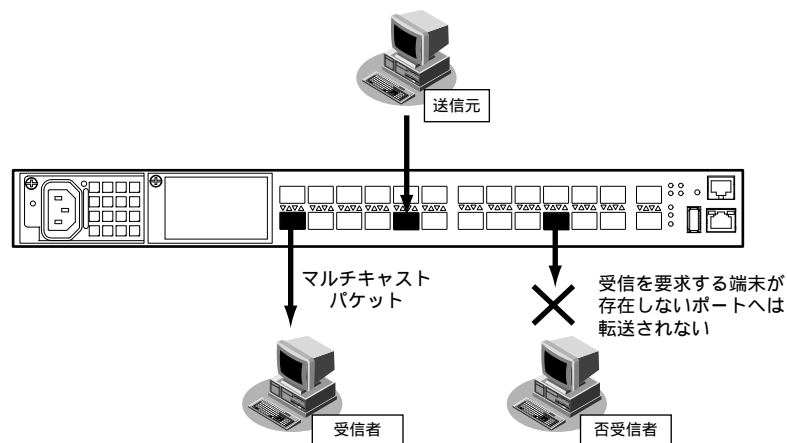 送信元
マルチキャスト
パケット
受信を要求する端末が
存在しないポートへは
転送されない
受信者
否受信者